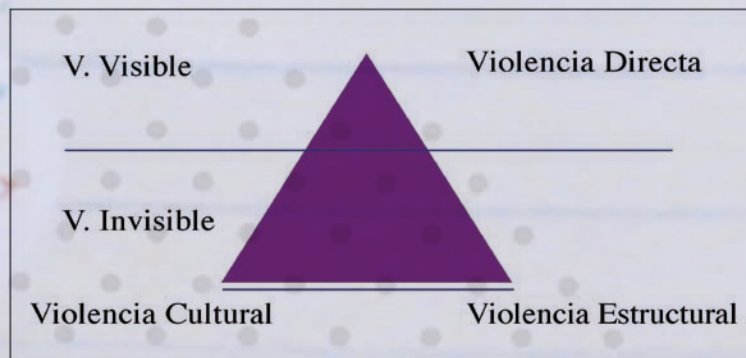 V. Visible
Violencia Directa
V. Invisible
Violencia Cultural
Violencia Estructural